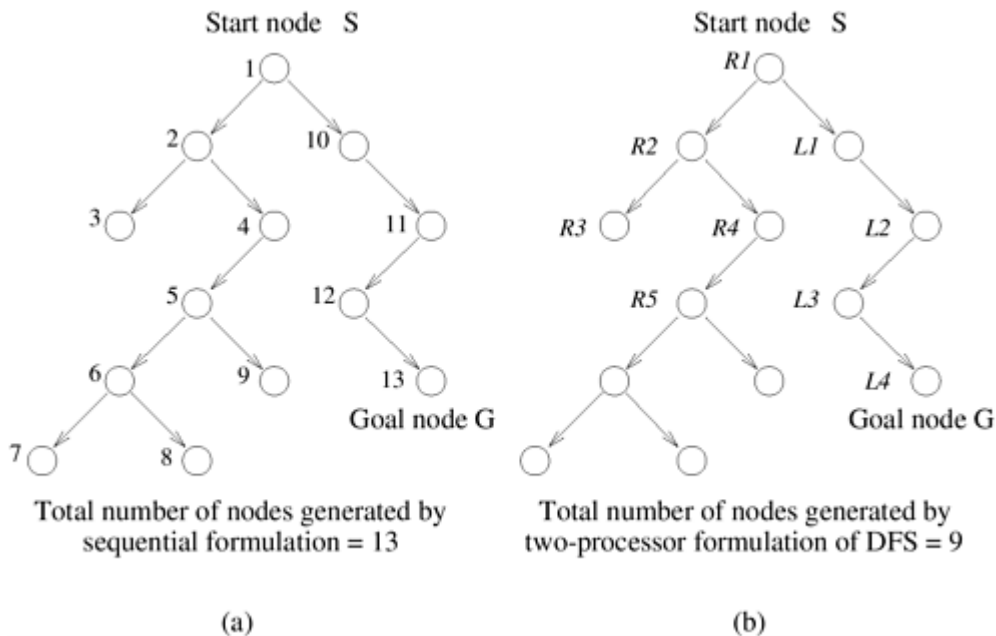 Start node S
1
2
10
3
4
11
5
12
6
9
13
Goal node G
7
8
Total number of nodes generated by
sequential formulation = 13
(a)
Start node S
R1
R2
L1
R3
R4
L2
R5
L3
L4
Goal node G
Total number of nodes generated by
two-processor formulation of DFS = 9
(b)